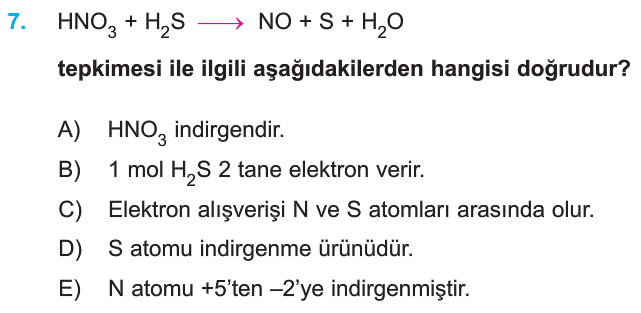 7. HNO₃ + H₂S ⟶ NO + S + H₂O
tepkimesi ile ilgili aşağıdakilerden hangisi doğrudur?
A) HNO₃ indirgendir.
B) 1 mol H₂S 2 tane elektron verir.
C) Elektron alışverişi N ve S atomları arasında olur.
D) S atomu indirgenme ürünüdür.
E) N atomu +5’ten –2’ye indirgenmiştir.